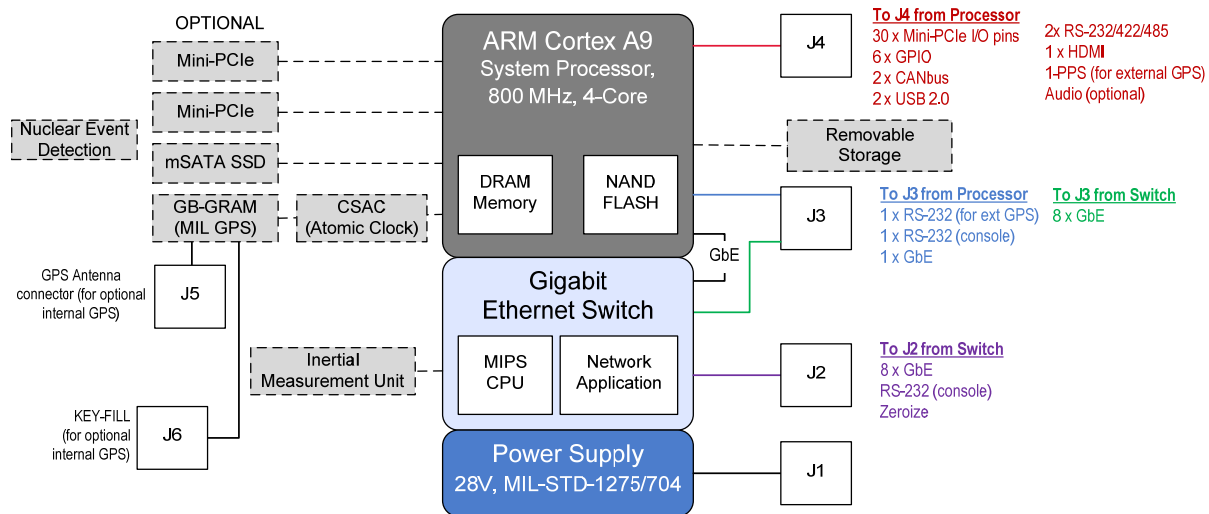 OPTIONAL
Mini-PCIe
Mini-PCIe
Nuclear Event
Detection
mSATA SSD
GB-GRAM
(MIL GPS)
CSAC
(Atomic Clock)
GPS Antenna
connector (for optional
internal GPS)
J5
Inertial
Measurement Unit
KEY-FILL
(for optional
internal GPS)
J6
ARM Cortex A9
System Processor,
800 MHz, 4-Core
DRAM
Memory
NAND
FLASH
GbE
Gigabit
Ethernet Switch
MIPS
CPU
Network
Application
Power Supply
28V, MIL-STD-1275/704
J4
To J4 from Processor
30 x Mini-PCIe I/O pins
6 x GPIO
2 x CANbus
2 x USB 2.0
2x RS-232/422/485
1 x HDMI
1-PPS (for external GPS)
Audio (optional)
Removable
Storage
J3
To J3 from Processor
1 x RS-232 (for ext GPS)
1 x RS-232 (console)
1 x GbE
To J3 from Switch
8 x GbE
J2
To J2 from Switch
8 x GbE
RS-232 (console)
Zeroize
J1